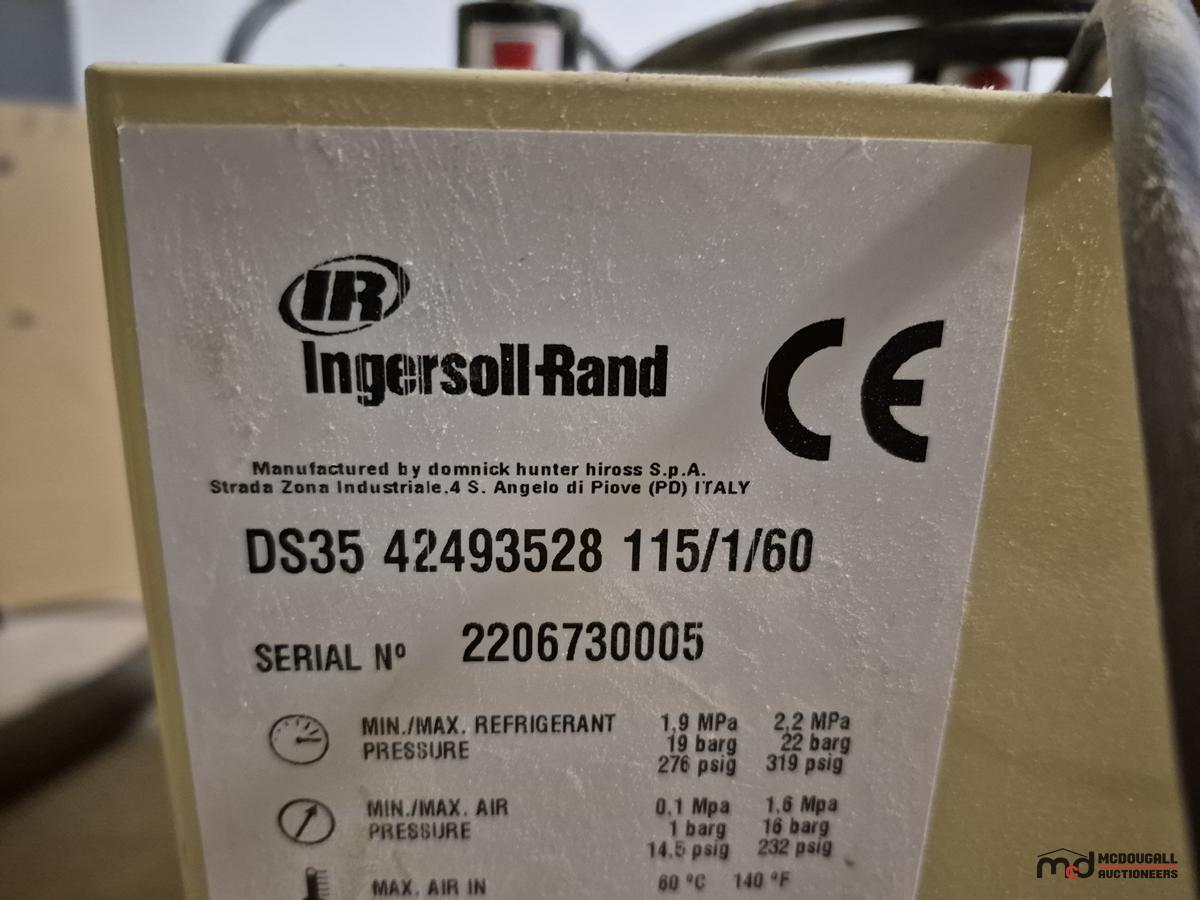 IR
Ingersoll-Rand
CE
Manufactured by domnick hunter hiross S.p.A.
Strada Zona Industriale,4 S. Angelo di Piove (PD) ITALY
DS35 42493528 115/1/60
SERIAL Nº 2206730005
MIN./MAX. REFRIGERANT 1,9 MPa 2,2 MPa
PRESSURE 19 barg 22 barg
276 psig 319 psig
MIN./MAX. AIR 0,1 Mpa 1,6 Mpa
PRESSURE 1 barg 16 barg
14.5 psig 232 psig
MAX. AIR IN 60 ºC 140 ºF
mcd MCDOUGALL
AUCTIONEERS